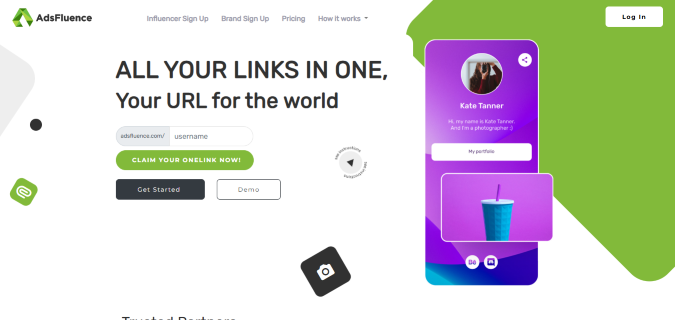 AdsFluence
Influencer Sign Up
Brand Sign Up
Pricing
How it works
Log In
ALL YOUR LINKS IN ONE,
Your URL for the world
adsfluence.com/
username
CLAIM YOUR ONELINK NOW!
Get Started
Demo
Kate Tanner
Hi, my name is Kate Tanner.
And I'm a photographer :)
My portfolio
Bē
Trusted Partners